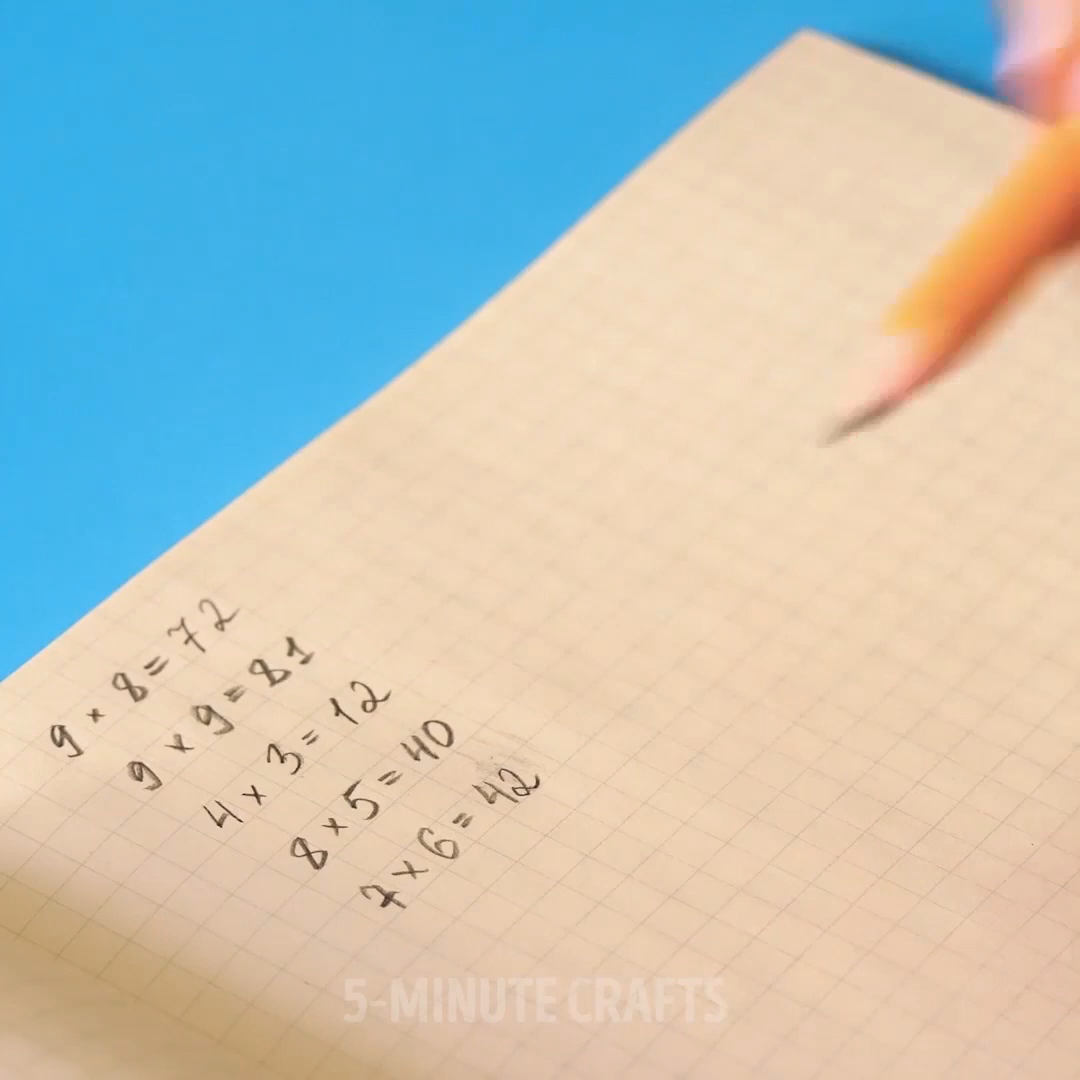 9 × 8 = 72
9 × 9 = 81
4 × 3 = 12
8 × 5 = 40
7 × 6 = 42
5-MINUTE CRAFTS